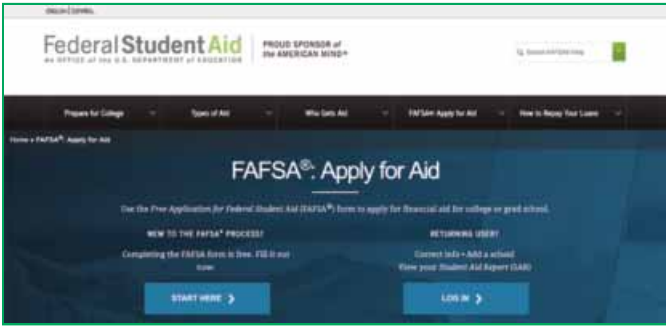 ENGLISH | ESPAÑOL
Federal Student Aid
An OFFICE of the U.S. DEPARTMENT of EDUCATION
PROUD SPONSOR of
the AMERICAN MIND®
Search
Prepare for College
Types of Aid
Who Gets Aid
FAFSA®: Apply for Aid
How to Repay Your Loans
Home » FAFSA®: Apply for Aid
FAFSA®: Apply for Aid
Use the Free Application for Federal Student Aid (FAFSA®) form to apply for financial aid for college or grad school.
NEW TO THE FAFSA® PROCESS?
Completing the FAFSA form is free. Fill it out
now.
START HERE ❯
RETURNING USER?
Correct info • Add a school
View your Student Aid Report (SAR)
LOG IN ❯